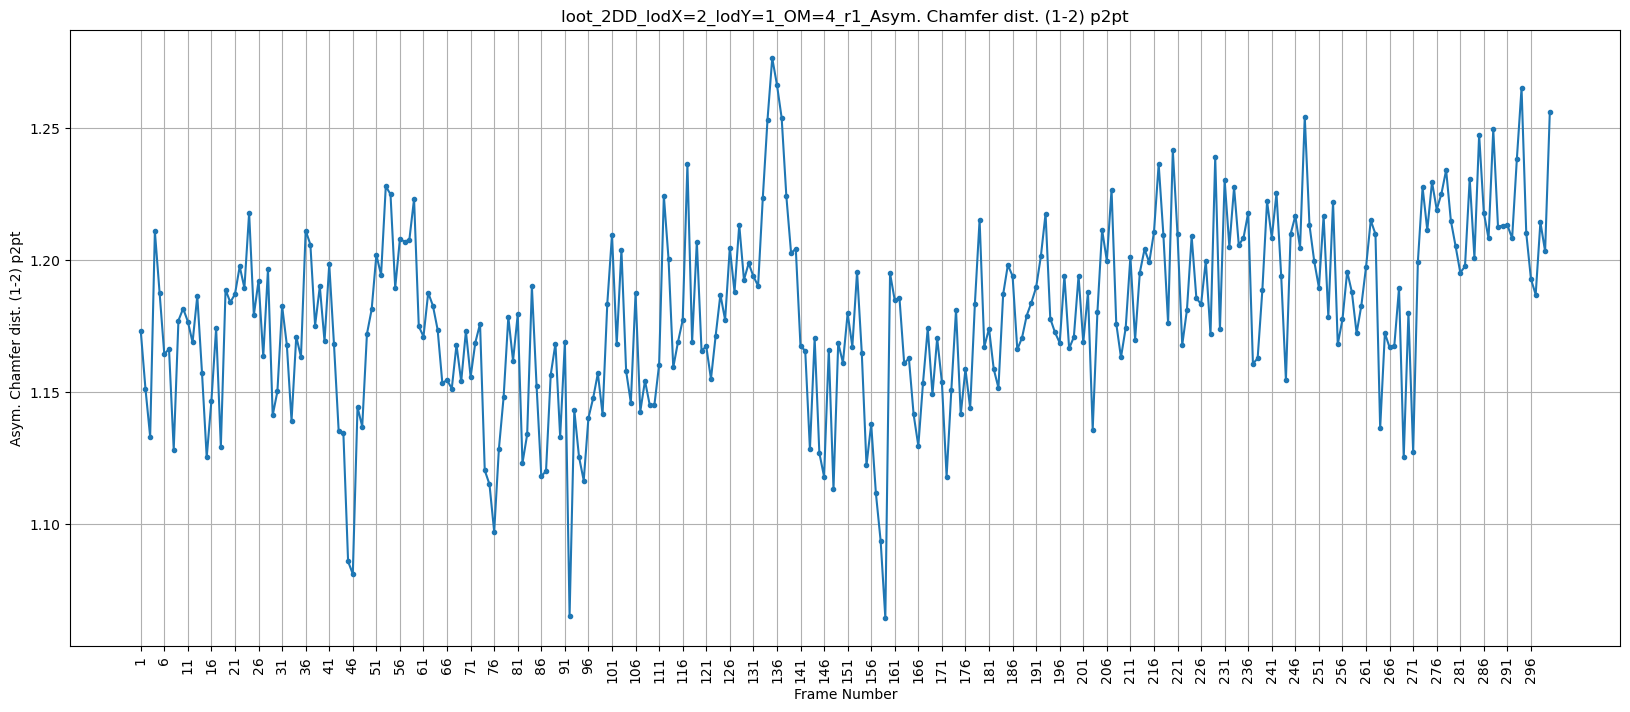 loot_2DD_lodX=2_lodY=1_OM=4_r1_Asym. Chamfer dist. (1-2) p2pt
Asym. Chamfer dist. (1-2) p2pt
1.25
1.20
1.15
1.10
1 6 11 16 21 26 31 36 41 46 51 56 61 66 71 76 81 86 91 96 101 106 111 116 121 126 131 136 141 146 151 156 161 166 171 176 181 186 191 196 201 206 211 216 221 226 231 236 241 246 251 256 261 266 271 276 281 286 291 296
Frame Number